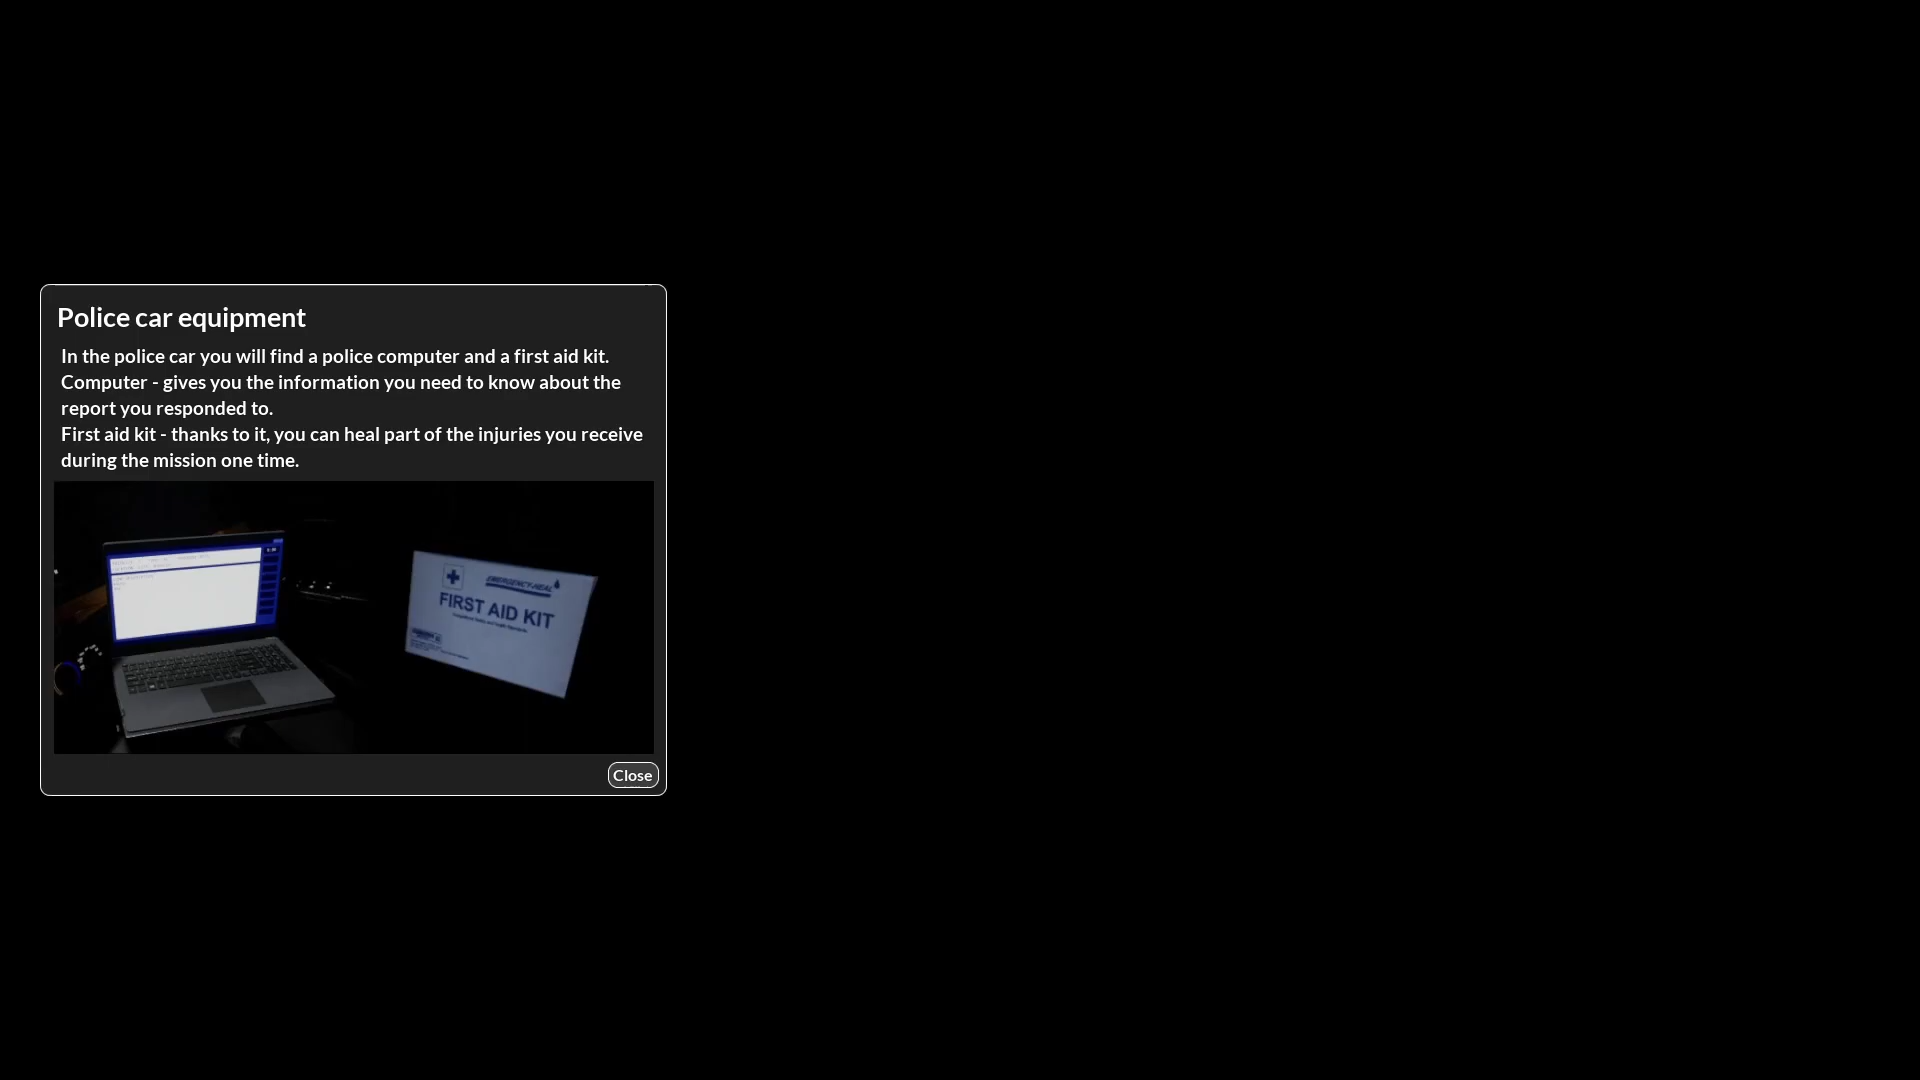 Police car equipment
In the police car you will find a police computer and a first aid kit.
Computer - gives you the information you need to know about the
report you responded to.
First aid kit - thanks to it, you can heal part of the injuries you receive
during the mission one time.
EMERGENCY HEAL
FIRST AID KIT
Close